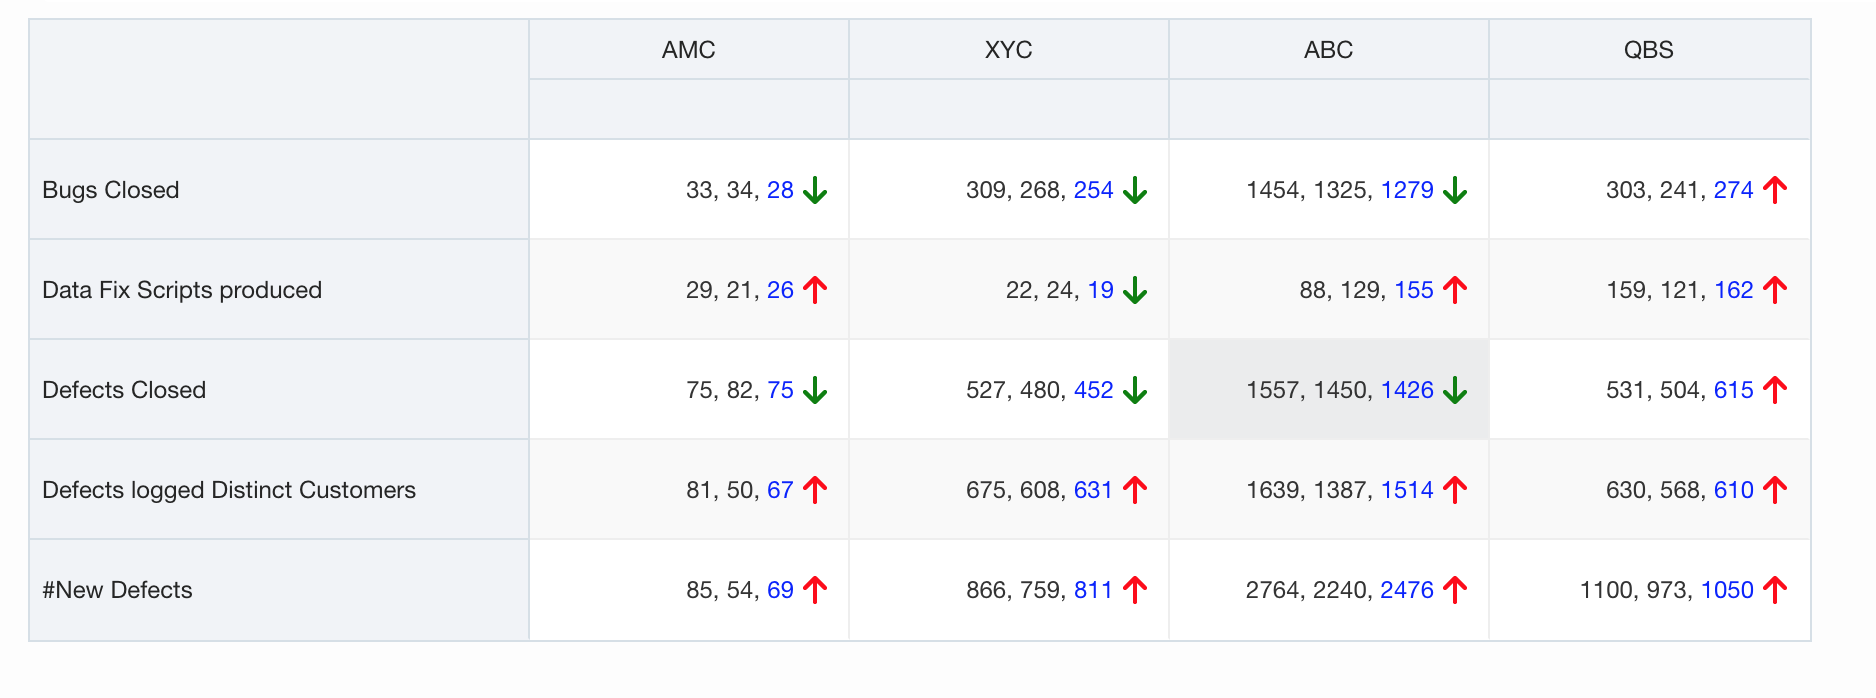 AMC XYC ABC QBS
Bugs Closed 33, 34, 28 309, 268, 254 1454, 1325, 1279 303, 241, 274
Data Fix Scripts produced 29, 21, 26 22, 24, 19 88, 129, 155 159, 121, 162
Defects Closed 75, 82, 75 527, 480, 452 1557, 1450, 1426 531, 504, 615
Defects logged Distinct Customers 81, 50, 67 675, 608, 631 1639, 1387, 1514 630, 568, 610
#New Defects 85, 54, 69 866, 759, 811 2764, 2240, 2476 1100, 973, 1050